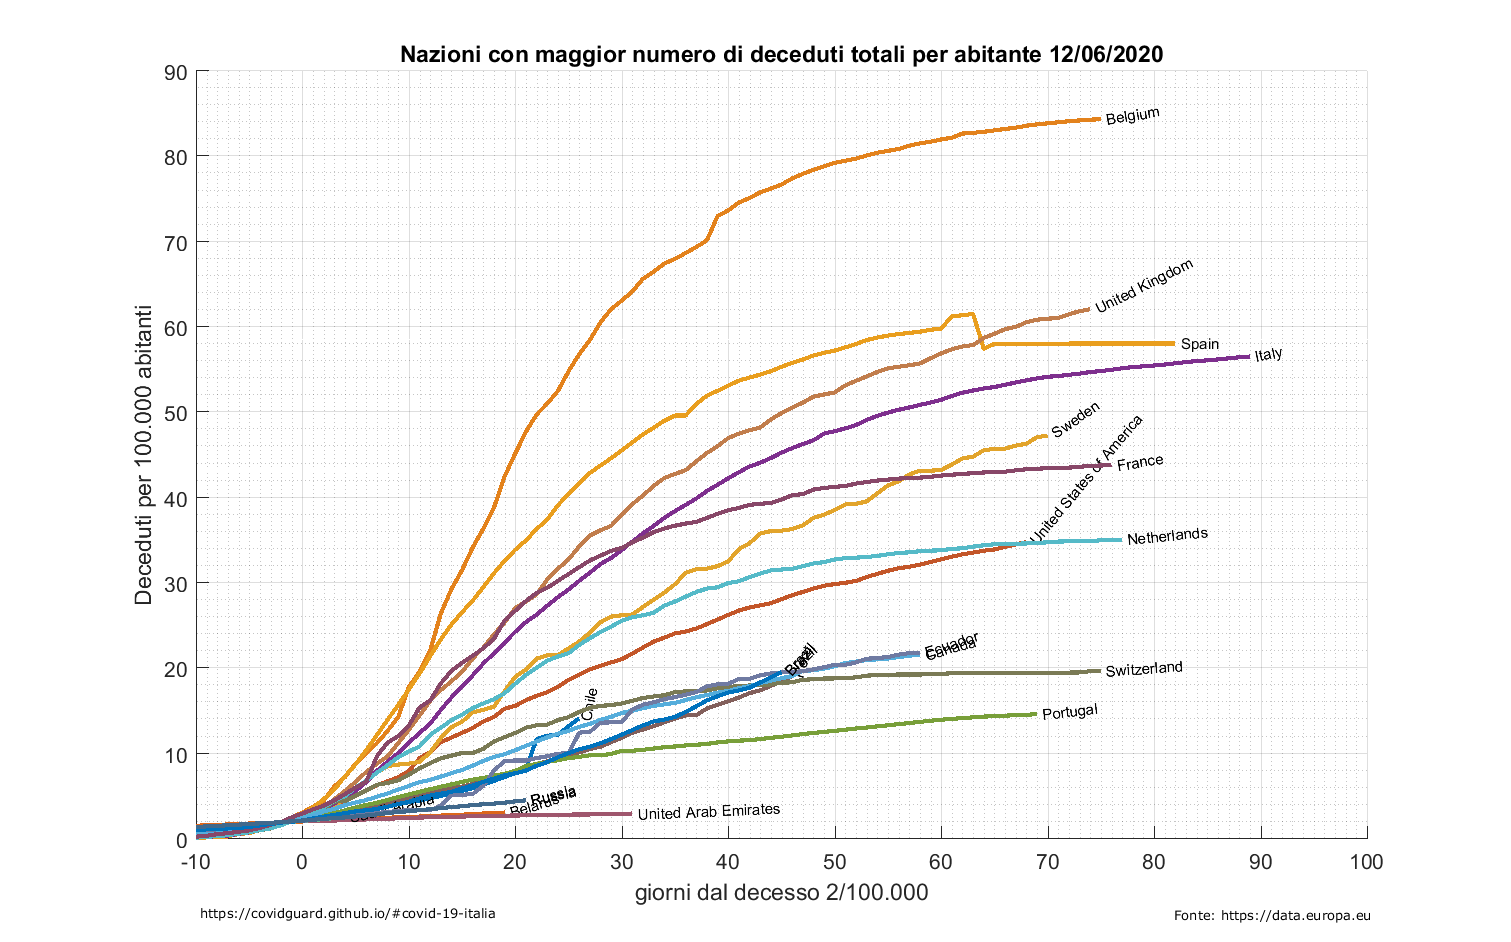 Nazioni con maggior numero di deceduti totali per abitante 12/06/2020
Deceduti per 100.000 abitanti
90
80
70
60
50
40
30
20
10
0
Belgium
United Kingdom
Spain
Italy
Sweden
United States of America
France
Netherlands
Brazil
Ecuador
Canada
Switzerland
Chile
Portugal
Russia
Belarus
United Arab Emirates
-10 0 10 20 30 40 50 60 70 80 90 100
giorni dal decesso 2/100.000
https://covidguard.github.io/#covid-19-italia
Fonte: https://data.europa.eu